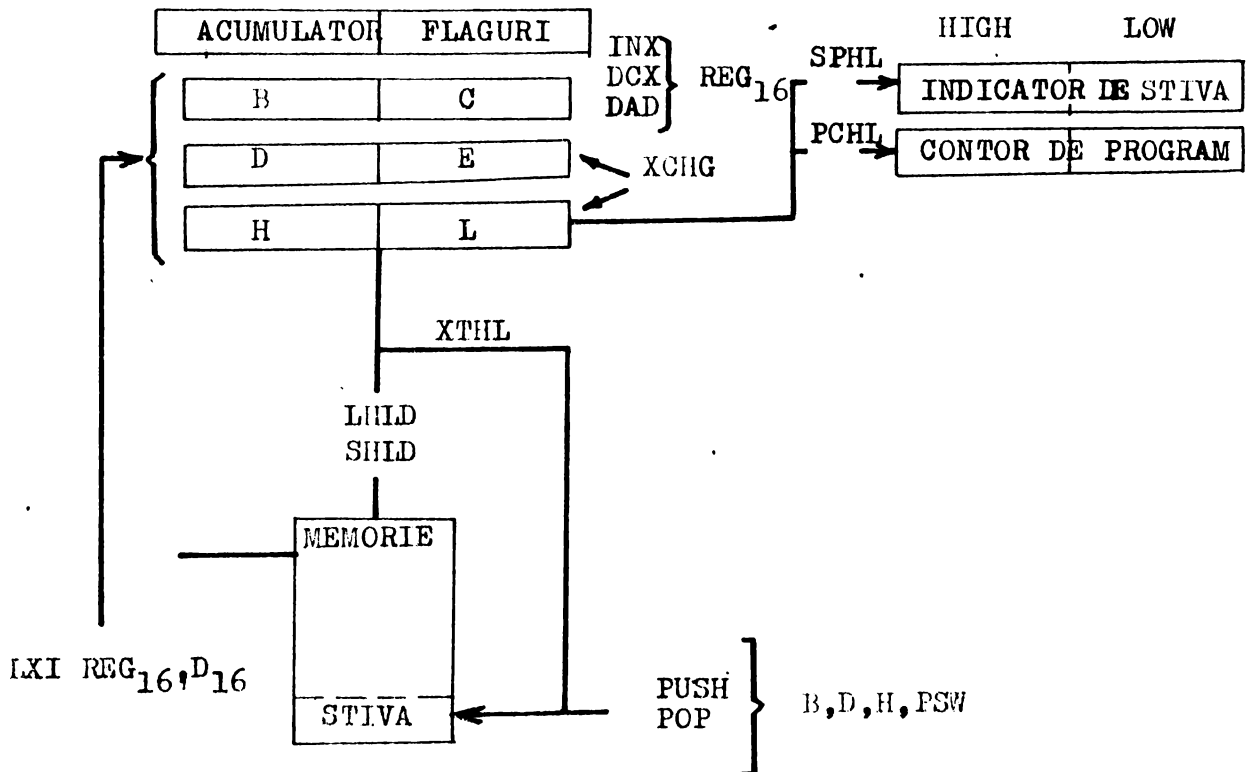 ACUMULATOR FLAGURI
HIGH LOW
INX
DCX
DAD
REG16
SPHL
INDICATOR DE STIVA
B C
PCHL
CONTOR DE PROGRAM
D E
XCHG
H L
XTHL
LHLD
SHLD
MEMORIE
LXI REG16,D16
STIVA
PUSH
POP
B,D,H,PSW